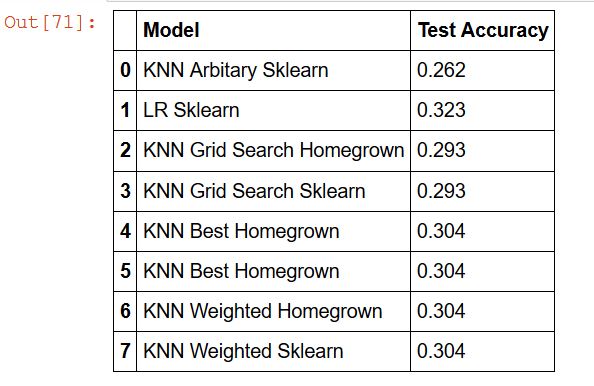 Out[71]:
Model Test Accuracy
0 KNN Arbitary Sklearn 0.262
1 LR Sklearn 0.323
2 KNN Grid Search Homegrown 0.293
3 KNN Grid Search Sklearn 0.293
4 KNN Best Homegrown 0.304
5 KNN Best Homegrown 0.304
6 KNN Weighted Homegrown 0.304
7 KNN Weighted Sklearn 0.304